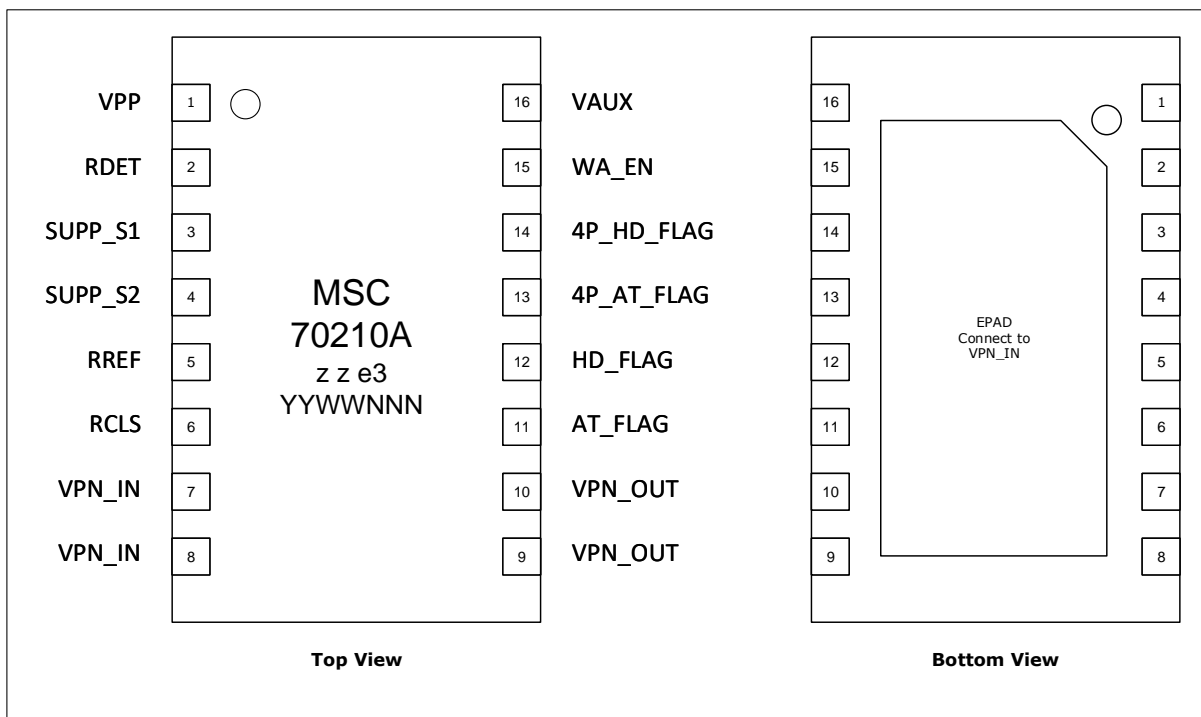 VPP 1 16 VAUX 16 1
RDET 2 15 WA_EN 15 2
SUPP_S1 3 14 4P_HD_FLAG 14 3
SUPP_S2 4 13 4P_AT_FLAG 13 4
MSC
70210A
z z e3
YYWWNNN
EPAD
Connect to
VPN_IN
RREF 5 12 HD_FLAG 12 5
RCLS 6 11 AT_FLAG 11 6
VPN_IN 7 10 VPN_OUT 10 7
VPN_IN 8 9 VPN_OUT 9 8
Top View
Bottom View